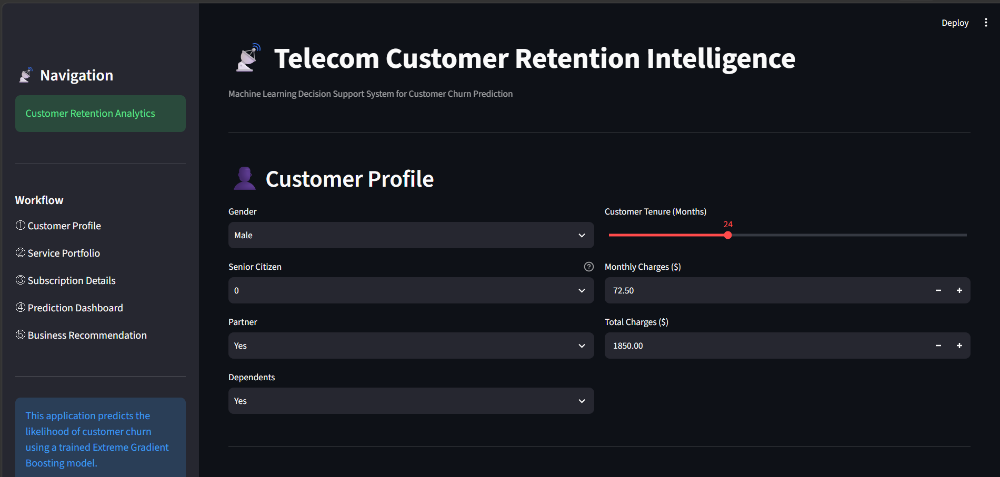 Deploy
Navigation
Customer Retention Analytics
Workflow
① Customer Profile
② Service Portfolio
③ Subscription Details
④ Prediction Dashboard
⑤ Business Recommendation
This application predicts the
likelihood of customer churn
using a trained Extreme Gradient
Boosting model.
Telecom Customer Retention Intelligence
Machine Learning Decision Support System for Customer Churn Prediction
Customer Profile
Gender
Male
Senior Citizen
0
Partner
Yes
Dependents
Yes
Customer Tenure (Months)
24
Monthly Charges ($)
72.50
Total Charges ($)
1850.00